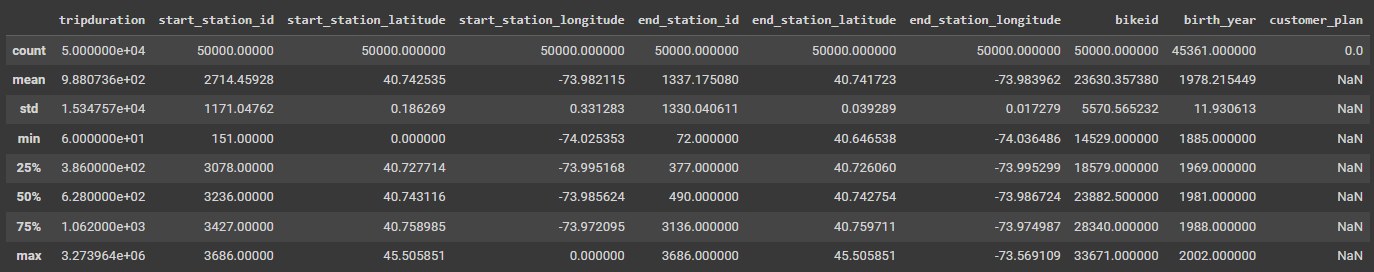 tripduration start_station_id start_station_latitude start_station_longitude end_station_id end_station_latitude end_station_longitude bikeid birth_year customer_plan
count 5.000000e+04 50000.00000 50000.000000 50000.000000 50000.000000 50000.000000 50000.000000 50000.000000 45361.000000 0.0
mean 9.880736e+02 2714.45928 40.742535 -73.982115 1337.175080 40.741723 -73.983962 23630.357380 1978.215449 NaN
std 1.534757e+04 1171.04762 0.186269 0.331283 1330.040611 0.039289 0.017279 5570.565232 11.930613 NaN
min 6.000000e+01 151.00000 0.000000 -74.025353 72.000000 40.646538 -74.036486 14529.000000 1885.000000 NaN
25% 3.860000e+02 3078.00000 40.727714 -73.995168 377.000000 40.726060 -73.995299 18579.000000 1969.000000 NaN
50% 6.280000e+02 3236.00000 40.743116 -73.985624 490.000000 40.742754 -73.986724 23882.500000 1981.000000 NaN
75% 1.062000e+03 3427.00000 40.758985 -73.972095 3136.000000 40.759711 -73.974987 28340.000000 1988.000000 NaN
max 3.273964e+06 3686.00000 45.505851 0.000000 3686.000000 45.505851 -73.569109 33671.000000 2002.000000 NaN